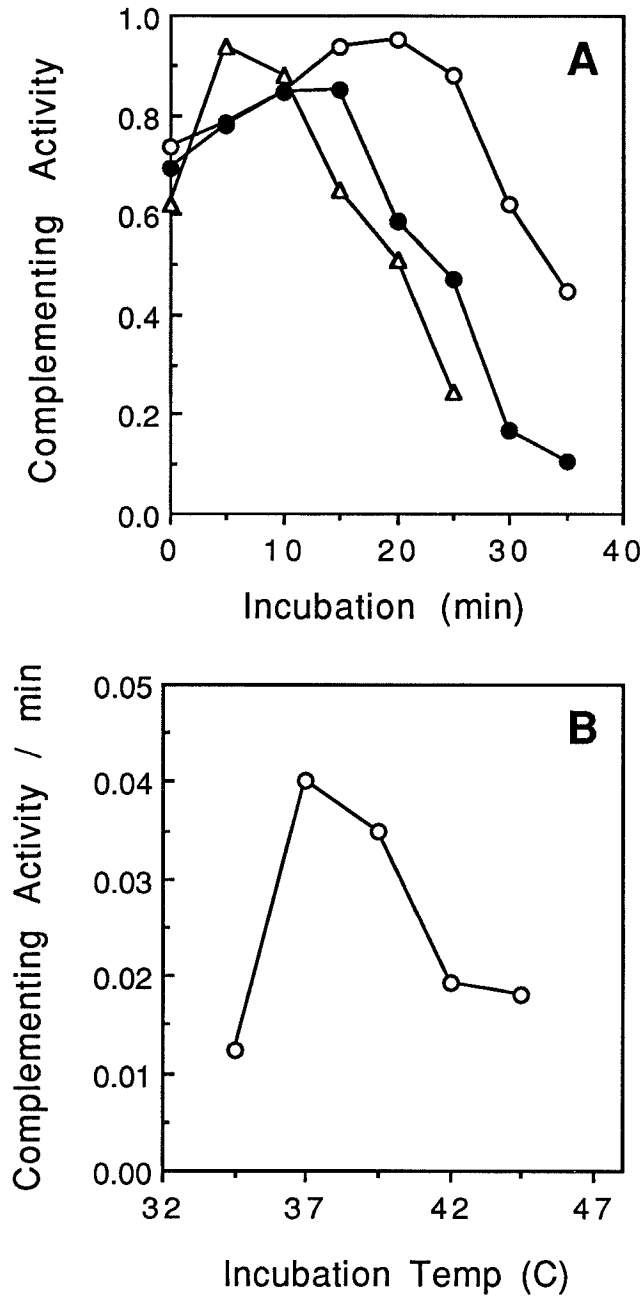 A
Complementing Activity
1.0
0.8
0.6
0.4
0.2
0.0
0 10 20 30 40
Incubation (min)
B
Complementing Activity / min
0.05
0.04
0.03
0.02
0.01
0.00
32 37 42 47
Incubation Temp (C)